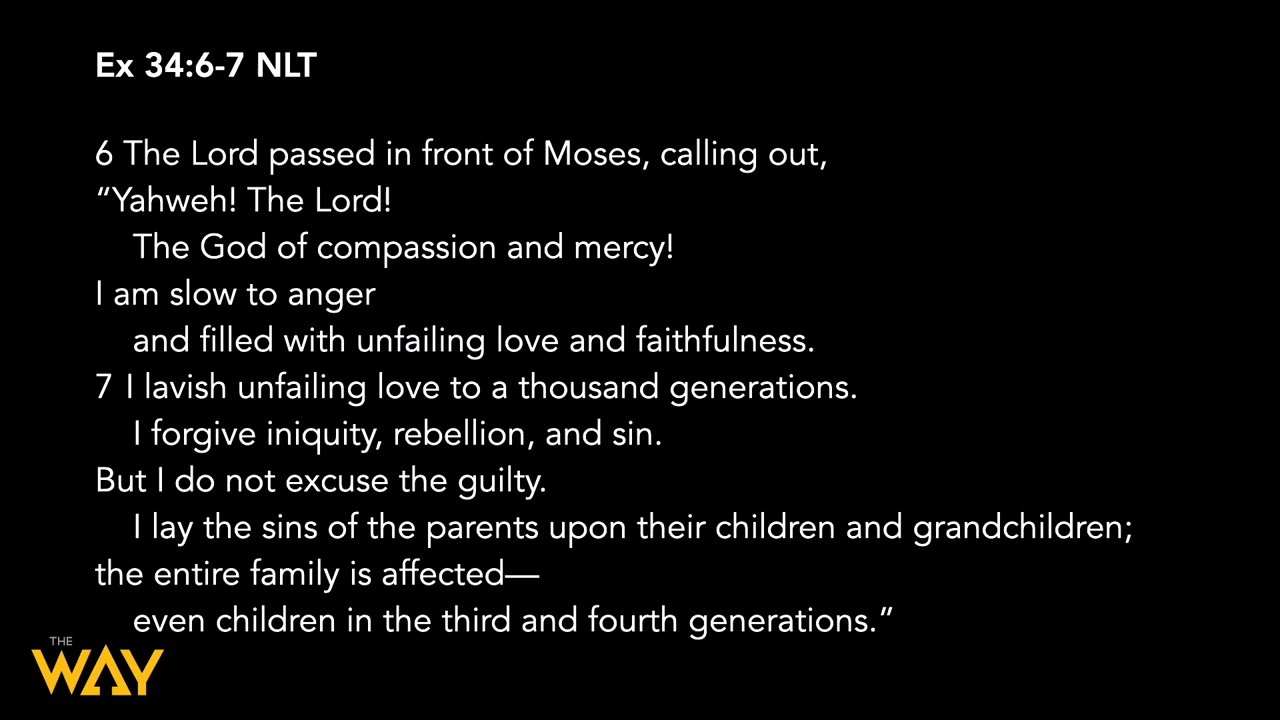 Ex 34:6-7 NLT
6 The Lord passed in front of Moses, calling out,
“Yahweh! The Lord!
The God of compassion and mercy!
I am slow to anger
and filled with unfailing love and faithfulness.
7 I lavish unfailing love to a thousand generations.
I forgive iniquity, rebellion, and sin.
But I do not excuse the guilty.
I lay the sins of the parents upon their children and grandchildren;
the entire family is affected—
even children in the third and fourth generations.”
THE
WAY